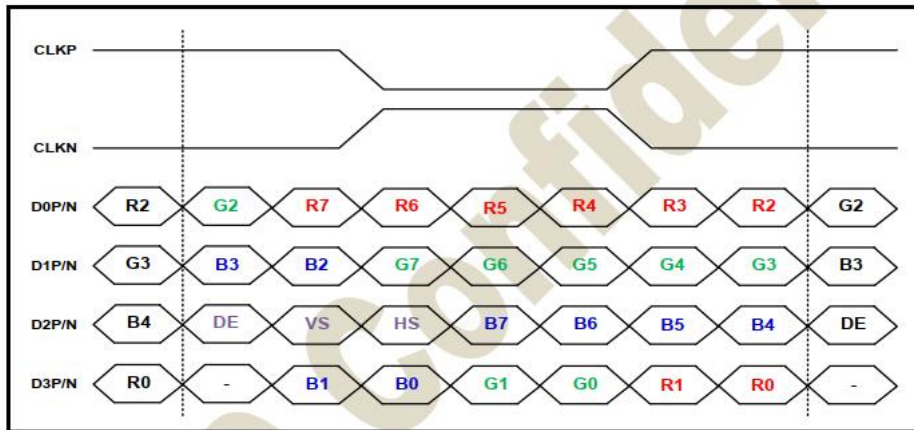 CLKP
CLKN
D0P/N R2 G2 R7 R6 R5 R4 R3 R2 G2
D1P/N G3 B3 B2 G7 G6 G5 G4 G3 B3
D2P/N B4 DE VS HS B7 B6 B5 B4 DE
D3P/N R0 - B1 B0 G1 G0 R1 R0 -